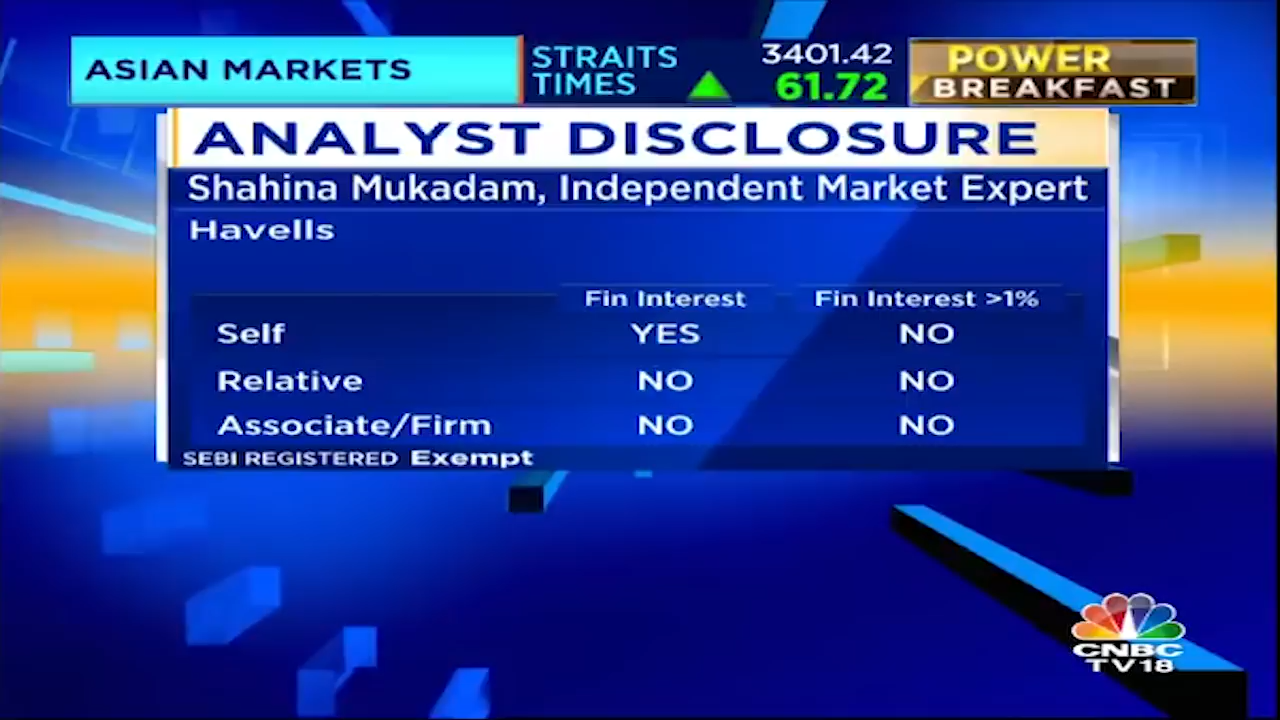 ASIAN MARKETS
STRAITS
TIMES
3401.42
61.72
POWER
BREAKFAST
ANALYST DISCLOSURE
Shahina Mukadam, Independent Market Expert
Havells
Fin Interest Fin Interest >1%
Self YES NO
Relative NO NO
Associate/Firm NO NO
SEBI REGISTERED Exempt
CNBC
TV18